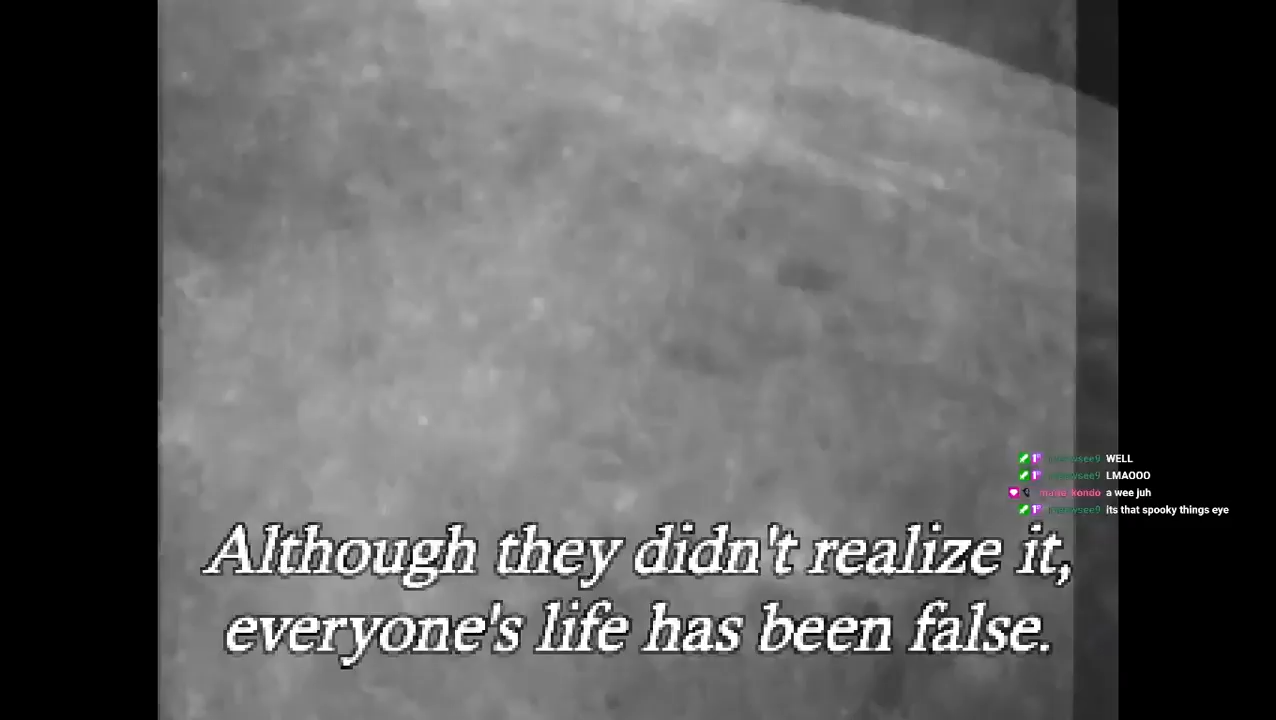 WELL
LMAOOO
a wee juh
its that spooky things eye
Although they didn't realize it,
everyone's life has been false.